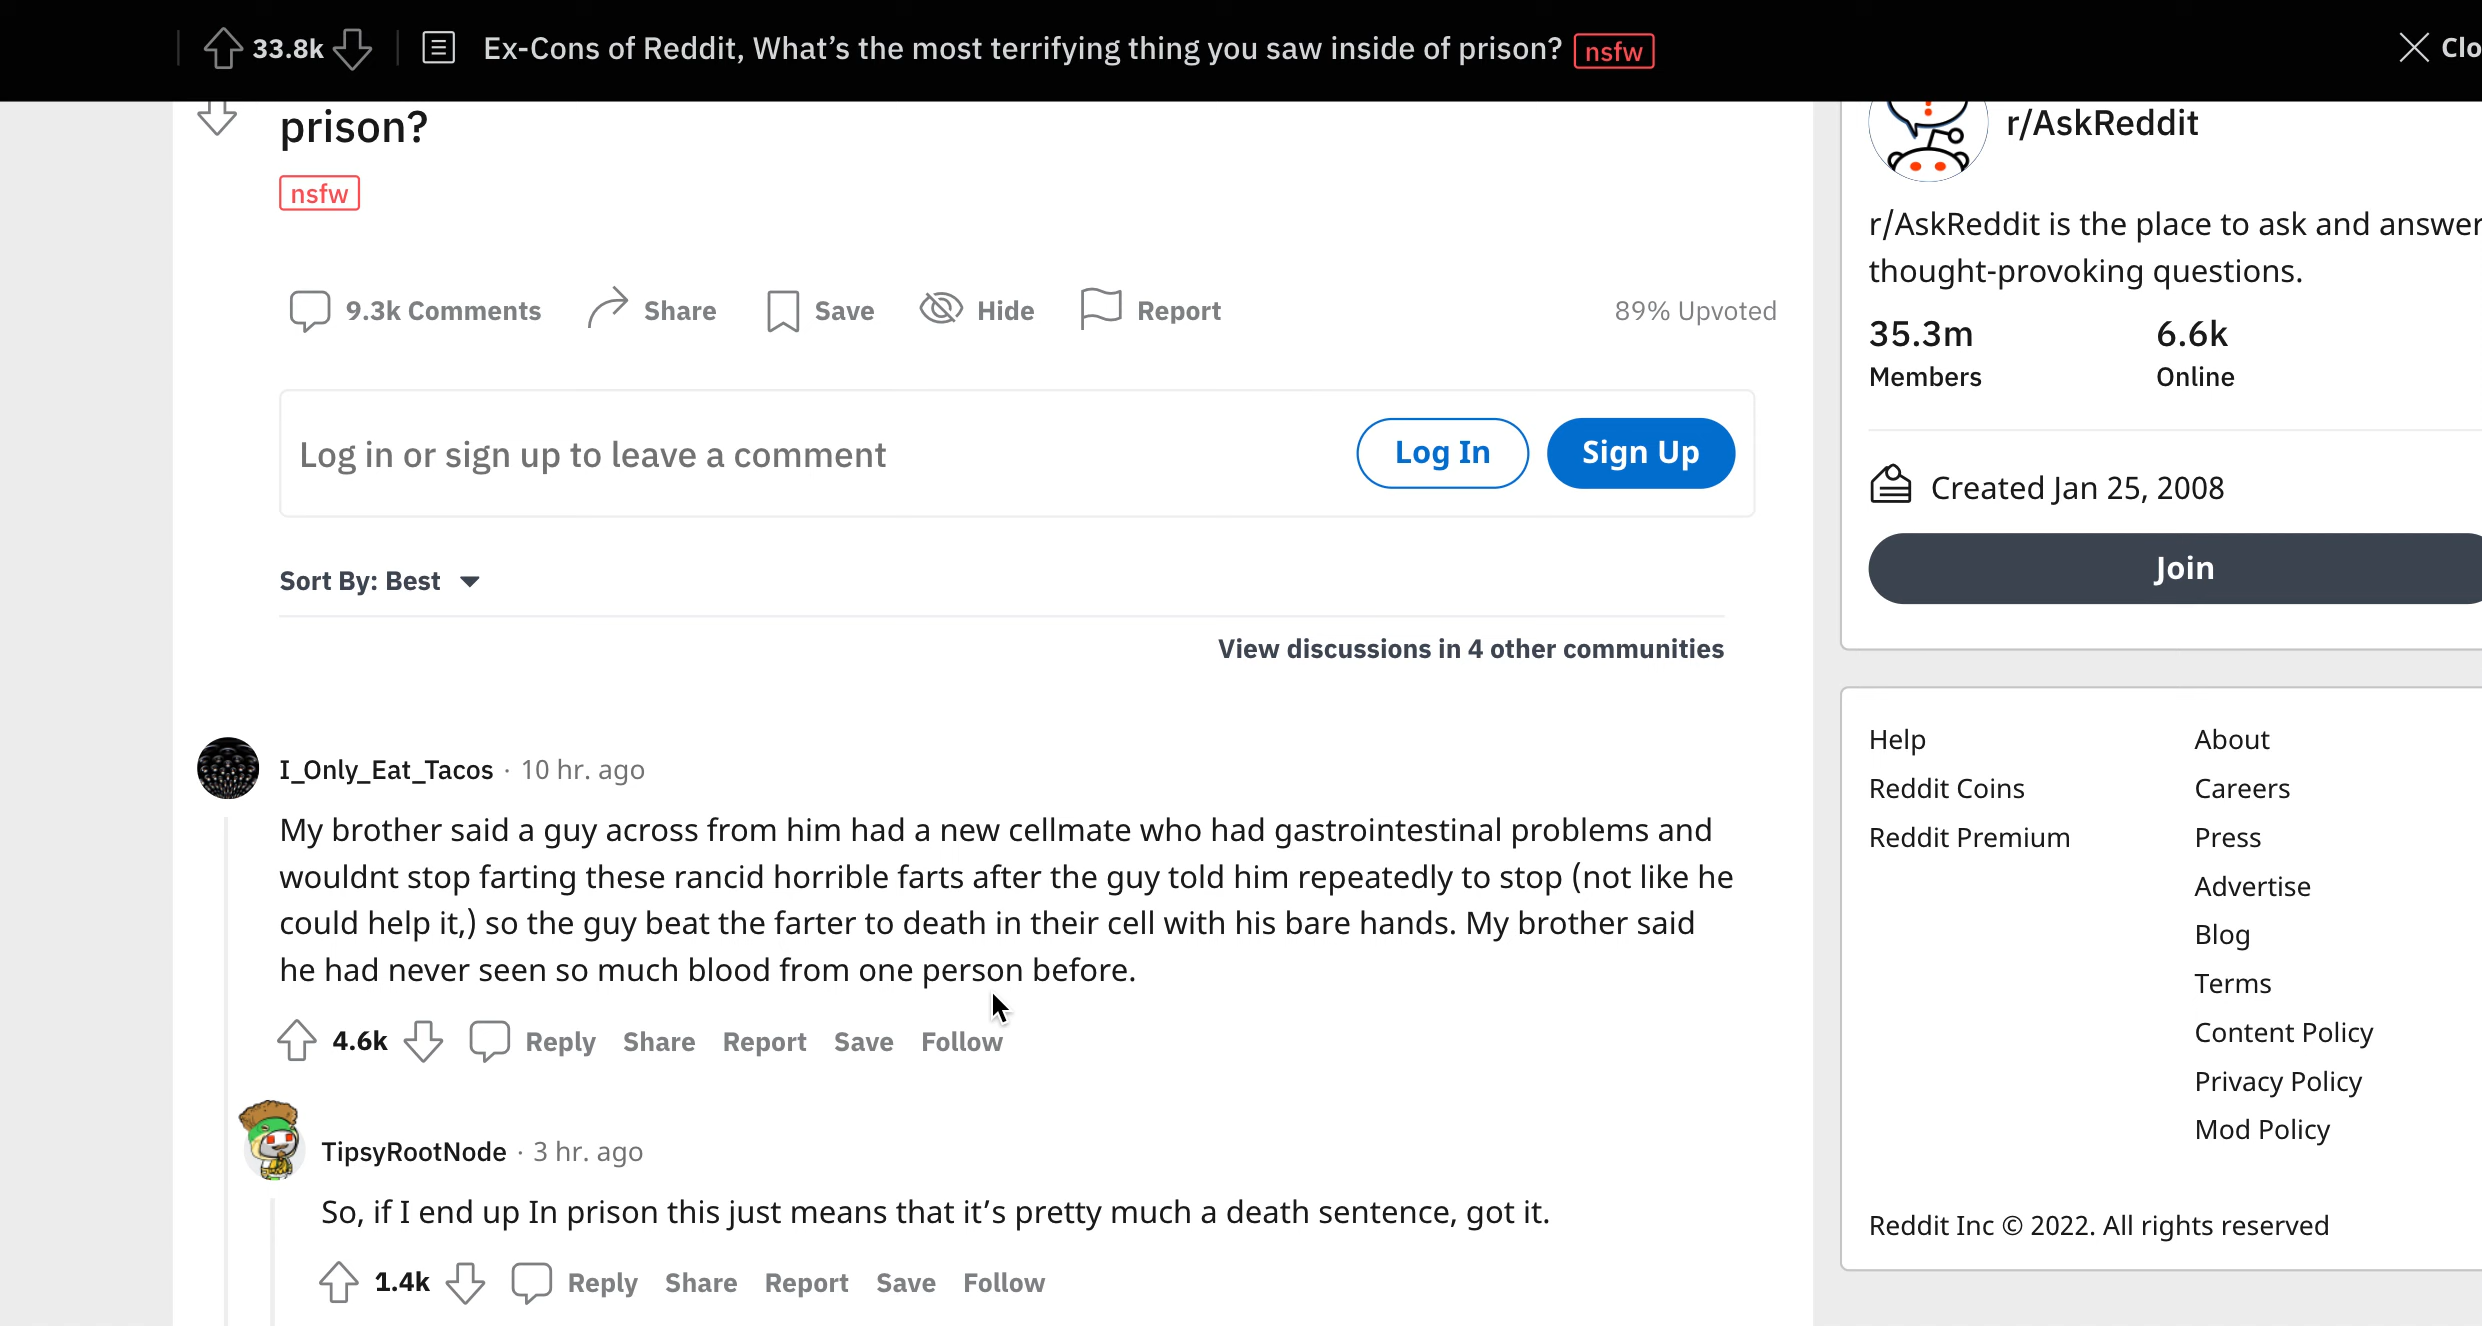 33.8k Ex-Cons of Reddit, What's the most terrifying thing you saw inside of prison? nsfw Clo
prison?
nsfw
9.3k Comments Share Save Hide Report 89% Upvoted
Log in or sign up to leave a comment Log In Sign Up
Sort By: Best
View discussions in 4 other communities
I_Only_Eat_Tacos · 10 hr. ago
My brother said a guy across from him had a new cellmate who had gastrointestinal problems and
wouldnt stop farting these rancid horrible farts after the guy told him repeatedly to stop (not like he
could help it,) so the guy beat the farter to death in their cell with his bare hands. My brother said
he had never seen so much blood from one person before.
4.6k Reply Share Report Save Follow
TipsyRootNode · 3 hr. ago
So, if I end up In prison this just means that it's pretty much a death sentence, got it.
1.4k Reply Share Report Save Follow
r/AskReddit
r/AskReddit is the place to ask and answer
thought-provoking questions.
35.3m 6.6k
Members Online
Created Jan 25, 2008
Join
Help About
Reddit Coins Careers
Reddit Premium Press
Advertise
Blog
Terms
Content Policy
Privacy Policy
Mod Policy
Reddit Inc © 2022. All rights reserved